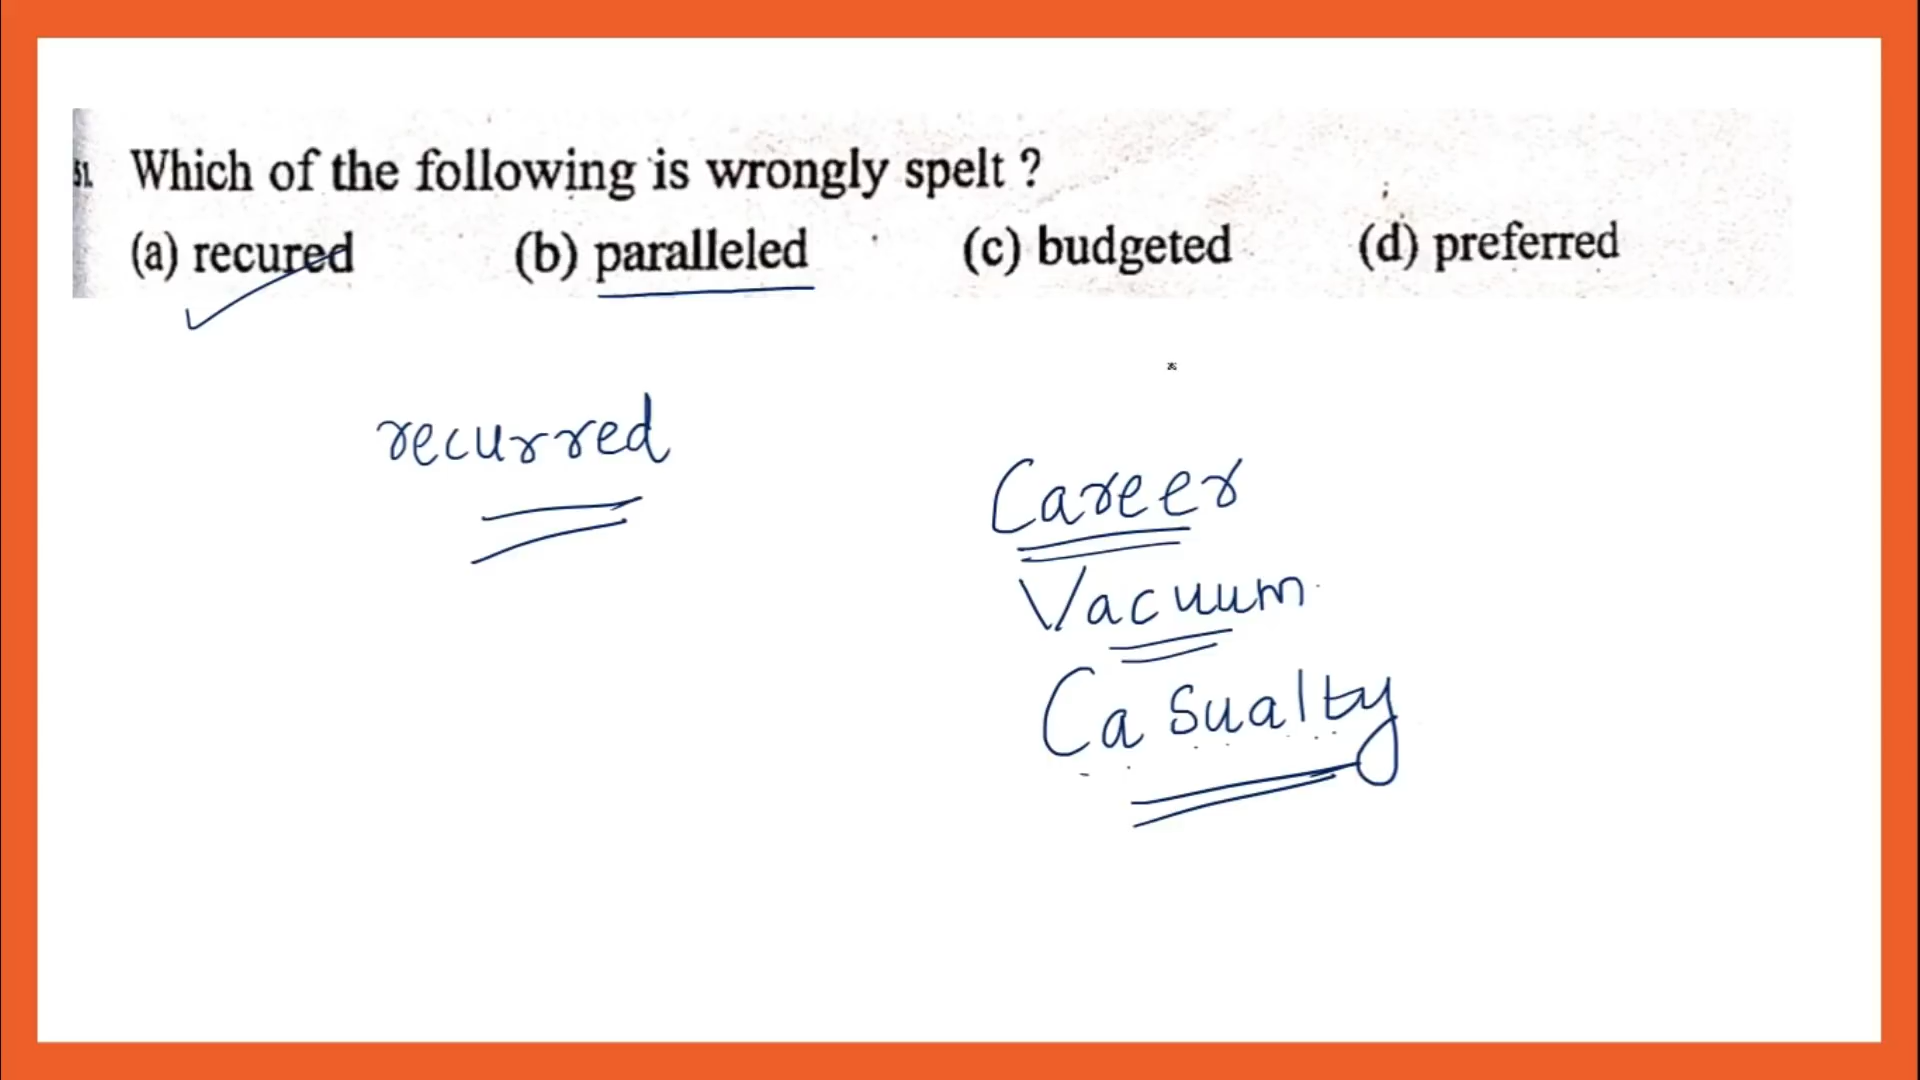 51. Which of the following is wrongly spelt ?
(a) recured (b) paralleled (c) budgeted (d) preferred
recurred
Career
Vacuum
Casualty